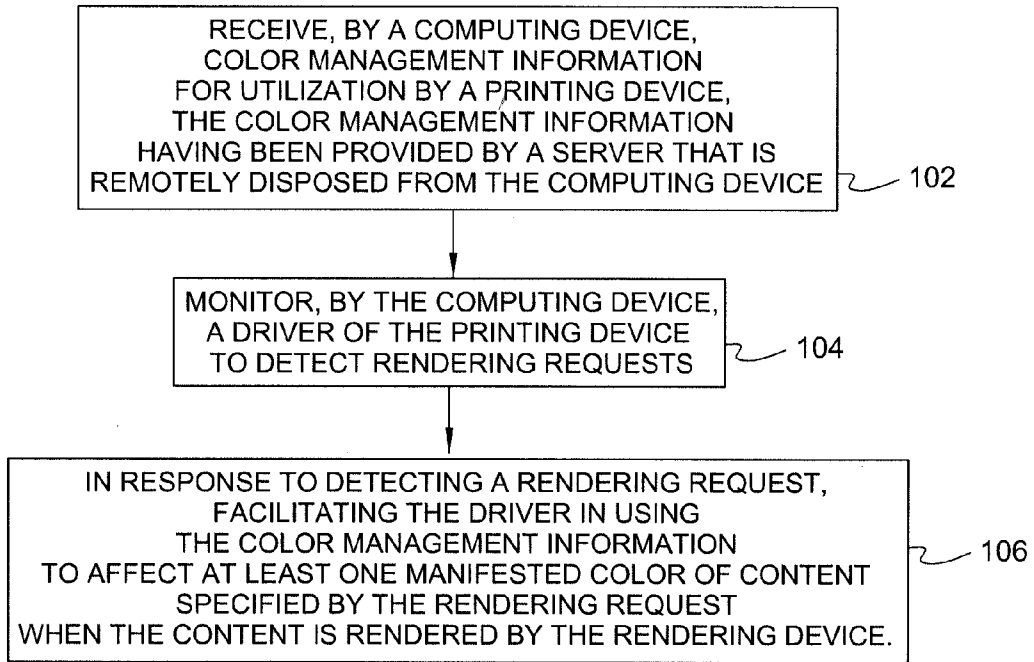 RECEIVE, BY A COMPUTING DEVICE,
COLOR MANAGEMENT INFORMATION
FOR UTILIZATION BY A PRINTING DEVICE,
THE COLOR MANAGEMENT INFORMATION
HAVING BEEN PROVIDED BY A SERVER THAT IS
REMOTELY DISPOSED FROM THE COMPUTING DEVICE
102
MONITOR, BY THE COMPUTING DEVICE,
A DRIVER OF THE PRINTING DEVICE
TO DETECT RENDERING REQUESTS
104
IN RESPONSE TO DETECTING A RENDERING REQUEST,
FACILITATING THE DRIVER IN USING
THE COLOR MANAGEMENT INFORMATION
TO AFFECT AT LEAST ONE MANIFESTED COLOR OF CONTENT
SPECIFIED BY THE RENDERING REQUEST
WHEN THE CONTENT IS RENDERED BY THE RENDERING DEVICE.
106